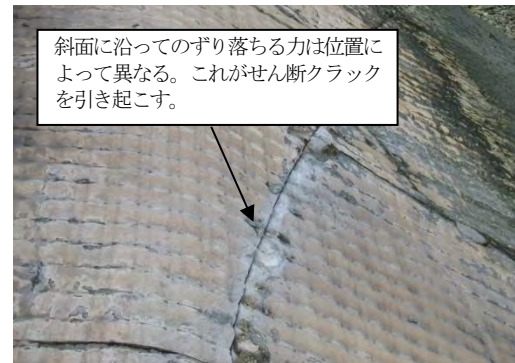 斜面に沿ってのずり落ちる力は位置に
よって異なる。これがせん断クラック
を引き起こす。